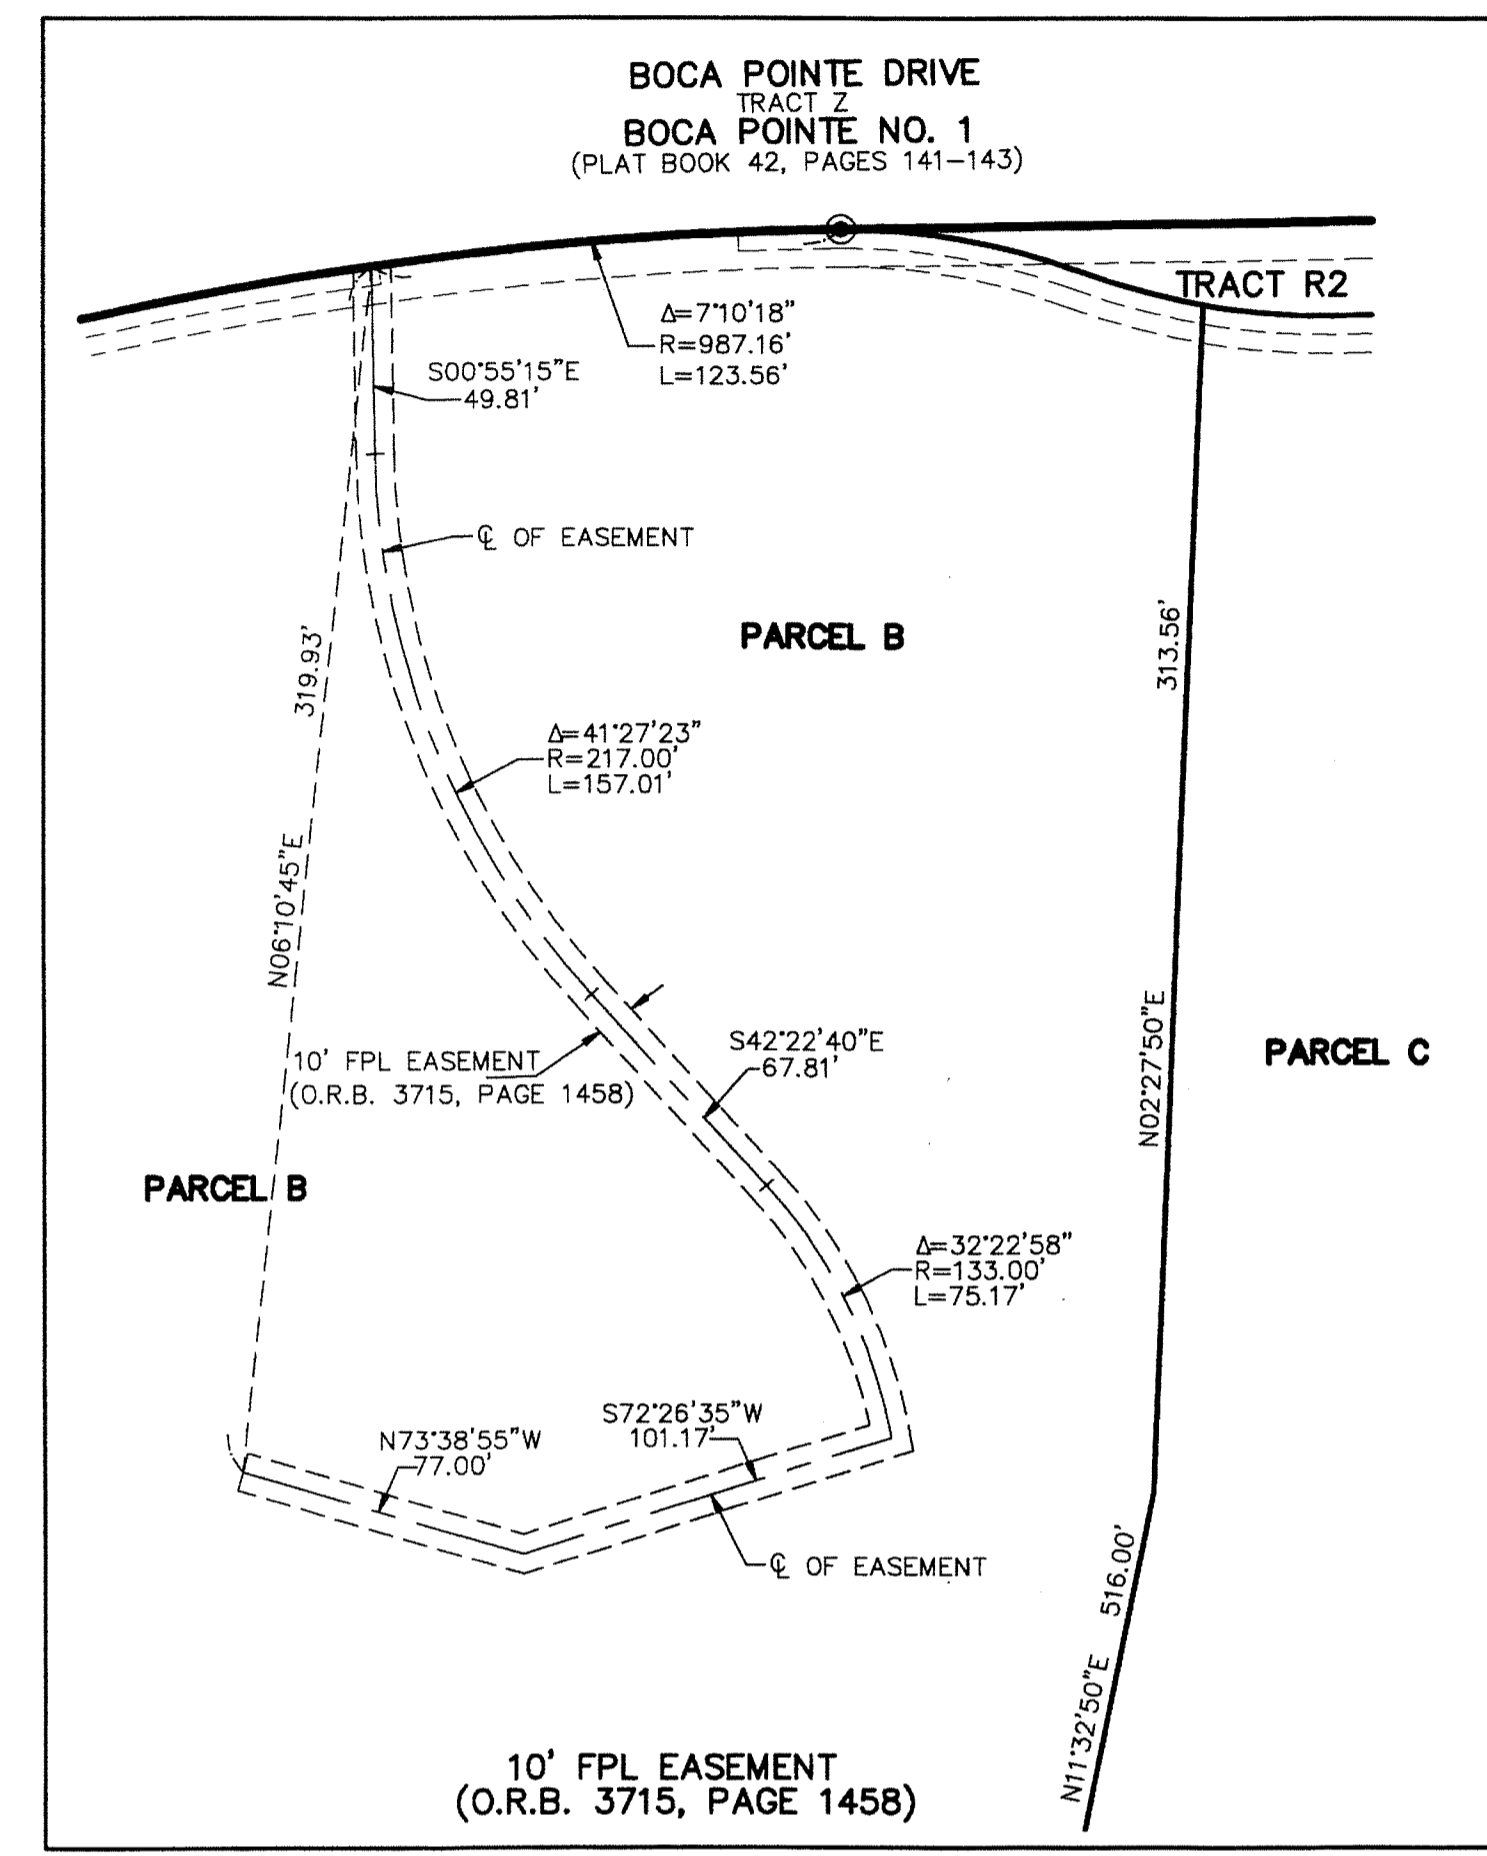 BOCA POINTE DRIVE
TRACT Z
BOCA POINTE NO. 1
(PLAT BOOK 42, PAGES 141-143)
TRACT R2
Δ=7°10'18"
R=987.16'
L=123.56'
S00°55'15"E
49.81'
℄ OF EASEMENT
PARCEL B
319.93'
N06°10'45"E
313.56'
N02°27'50"E
Δ=41°27'23"
R=217.00'
L=157.01'
10' FPL EASEMENT
(O.R.B. 3715, PAGE 1458)
S42°22'40"E
67.81'
PARCEL C
PARCEL B
Δ=32°22'58"
R=133.00'
L=75.17'
S72°26'35"W
101.17'
N73°38'55"W
77.00'
℄ OF EASEMENT
N11°32'50"E 516.00'
10' FPL EASEMENT
(O.R.B. 3715, PAGE 1458)